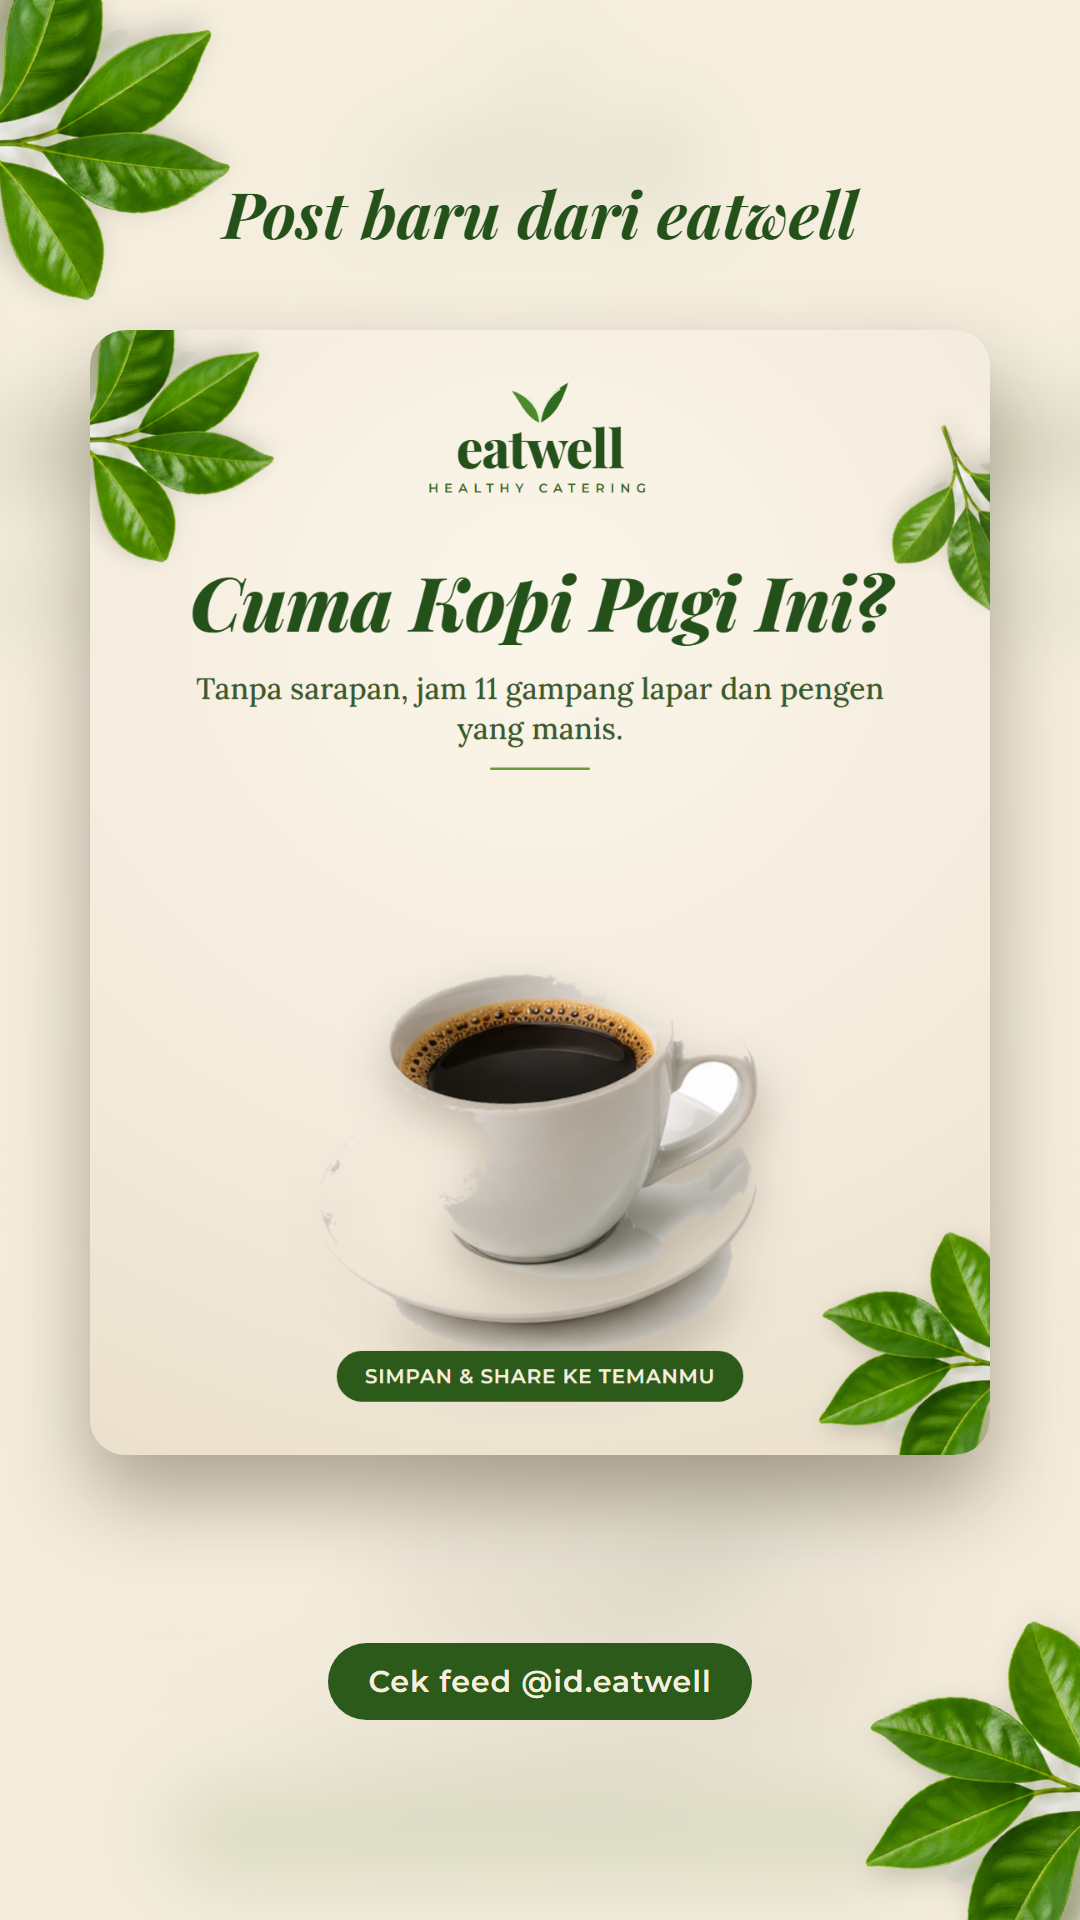 Post baru dari eatwell
eatwell
HEALTHY CATERING
Cuma Kopi Pagi Ini?
Tanpa sarapan, jam 11 gampang lapar dan pengen
yang manis.
SIMPAN & SHARE KE TEMANMU
Cek feed @id.eatwell